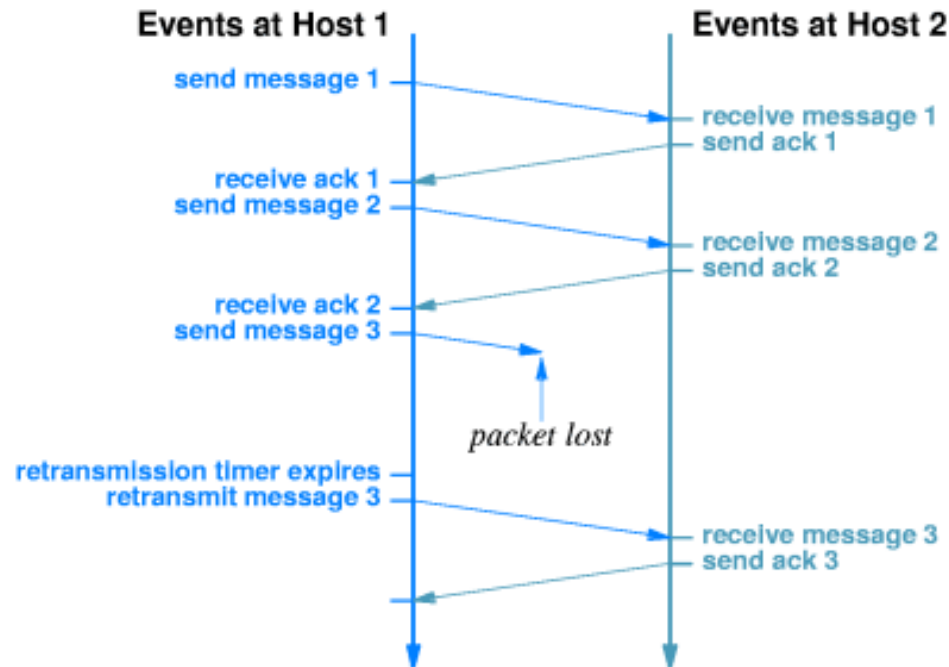 Events at Host 1
Events at Host 2
send message 1
receive message 1
send ack 1
receive ack 1
send message 2
receive message 2
send ack 2
receive ack 2
send message 3
packet lost
retransmission timer expires
retransmit message 3
receive message 3
send ack 3